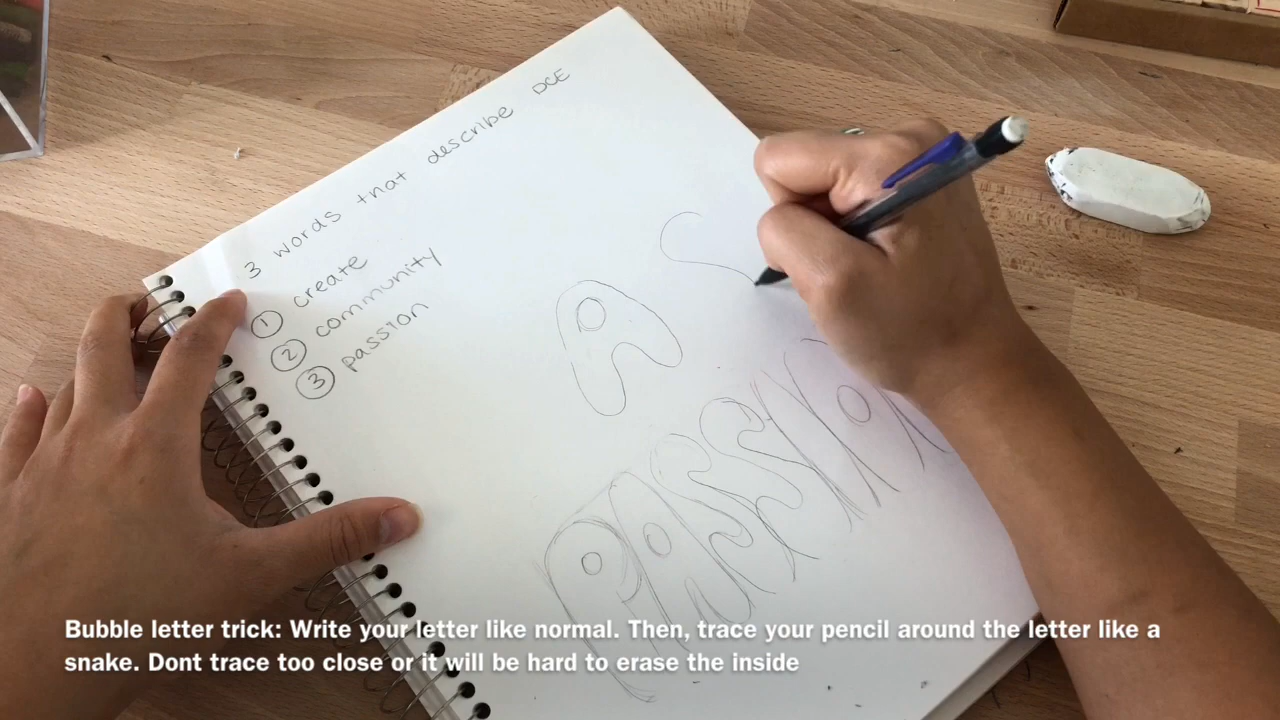 3 words that describe DCE
1 create
2 community
3 passion
A S
PASSION
Bubble letter trick: Write your letter like normal. Then, trace your pencil around the letter like a
snake. Dont trace too close or it will be hard to erase the inside